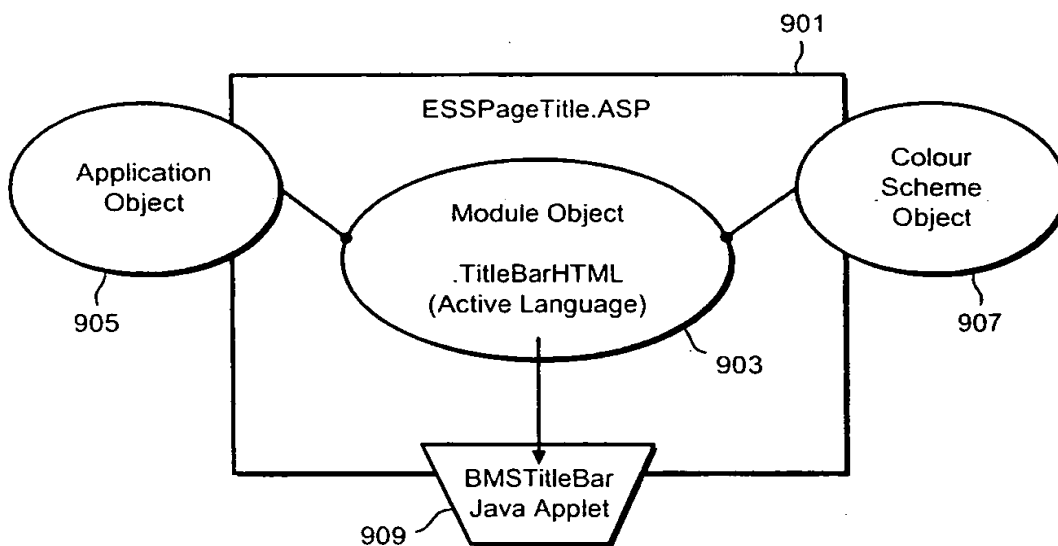 901
ESSPageTitle.ASP
Application
Object
Colour
Scheme
Object
Module Object
.TitleBarHTML
(Active Language)
905
907
903
BMSTitleBar
Java Applet
909